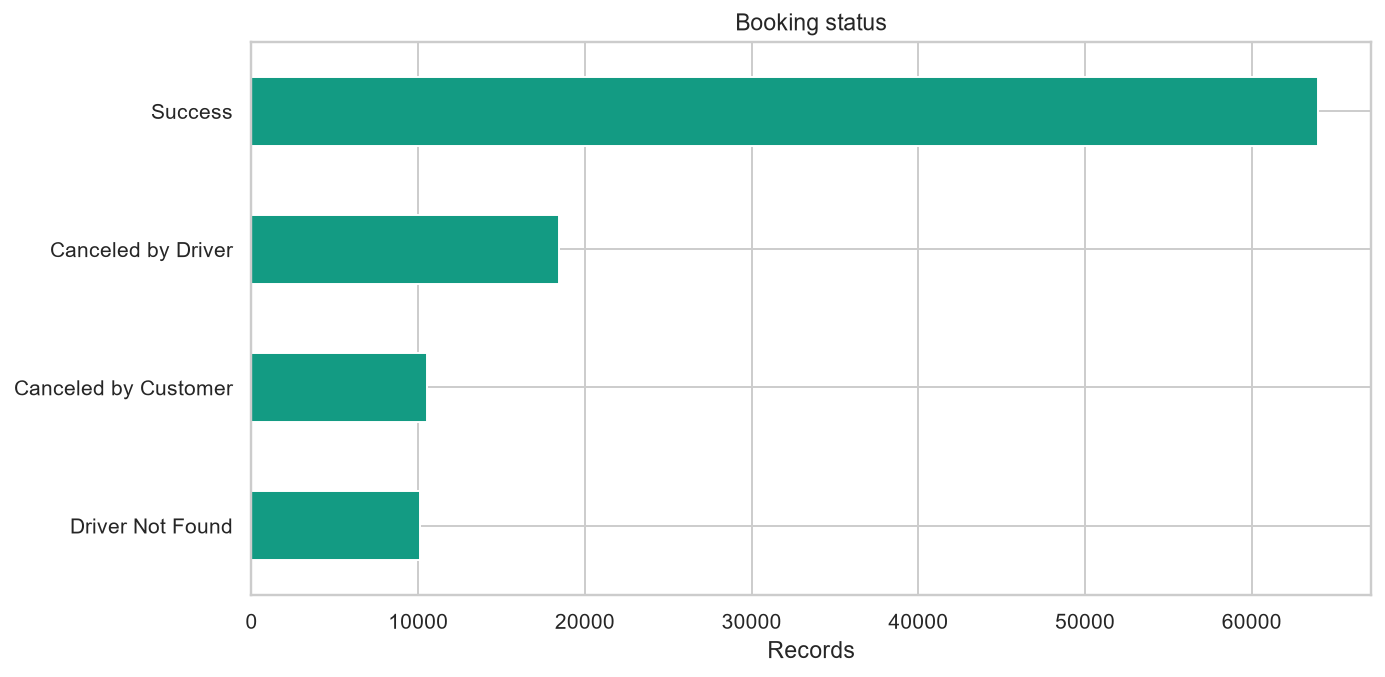 Booking status
Success
Canceled by Driver
Canceled by Customer
Driver Not Found
0 10000 20000 30000 40000 50000 60000
Records